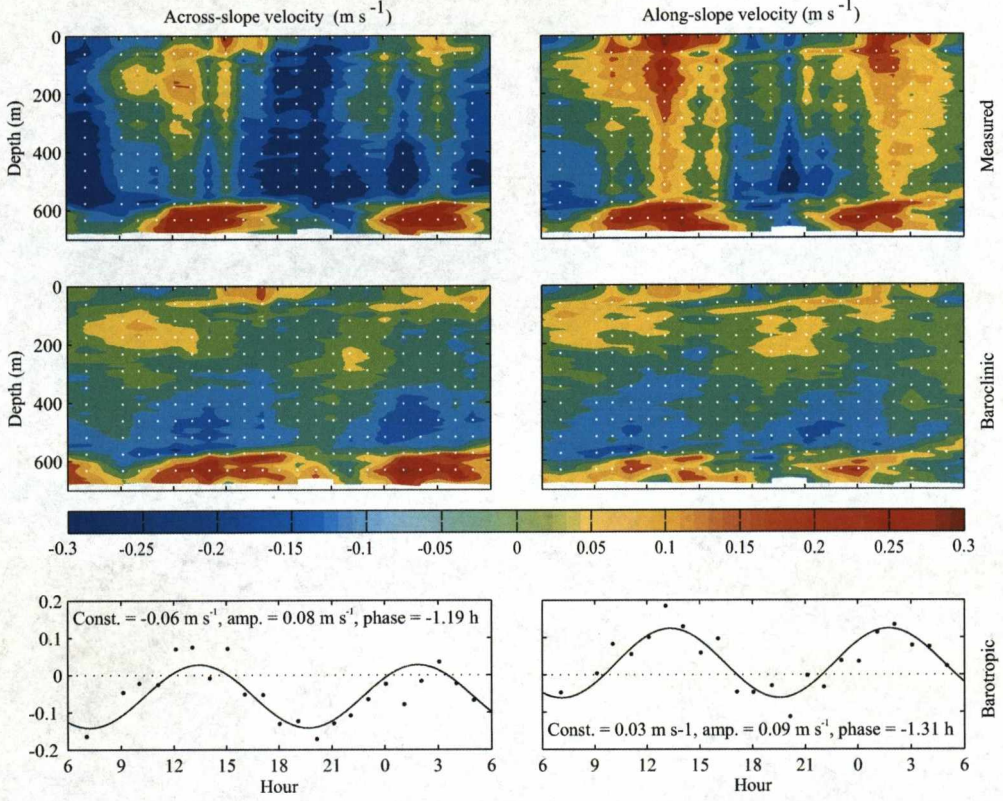 Across-slope velocity (m s -1)
Along-slope velocity (m s -1)
0
200
400
600
Depth (m)
Measured
0
200
400
600
Depth (m)
Baroclinic
-0.3 -0.25 -0.2 -0.15 -0.1 -0.05 0 0.05 0.1 0.15 0.2 0.25 0.3
0.2
0.1
0
-0.1
-0.2
Const. = -0.06 m s-1, amp. = 0.08 m s-1, phase = -1.19 h
Const. = 0.03 m s-1, amp. = 0.09 m s-1, phase = -1.31 h
Barotropic
6 9 12 15 18 21 0 3 6
Hour
6 9 12 15 18 21 0 3 6
Hour